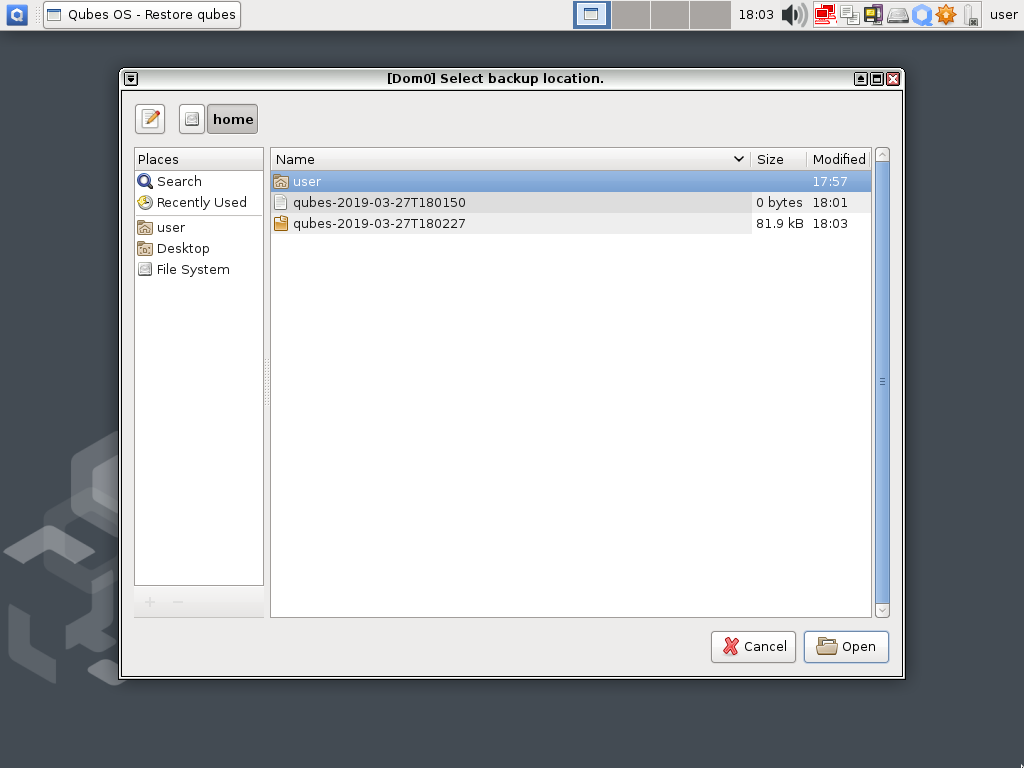 Qubes OS - Restore qubes
18:03
user
[Dom0] Select backup location.
home
Places
Search
Recently Used
user
Desktop
File System
Name Size Modified
user 17:57
qubes-2019-03-27T180150 0 bytes 18:01
qubes-2019-03-27T180227 81.9 kB 18:03
Cancel
Open